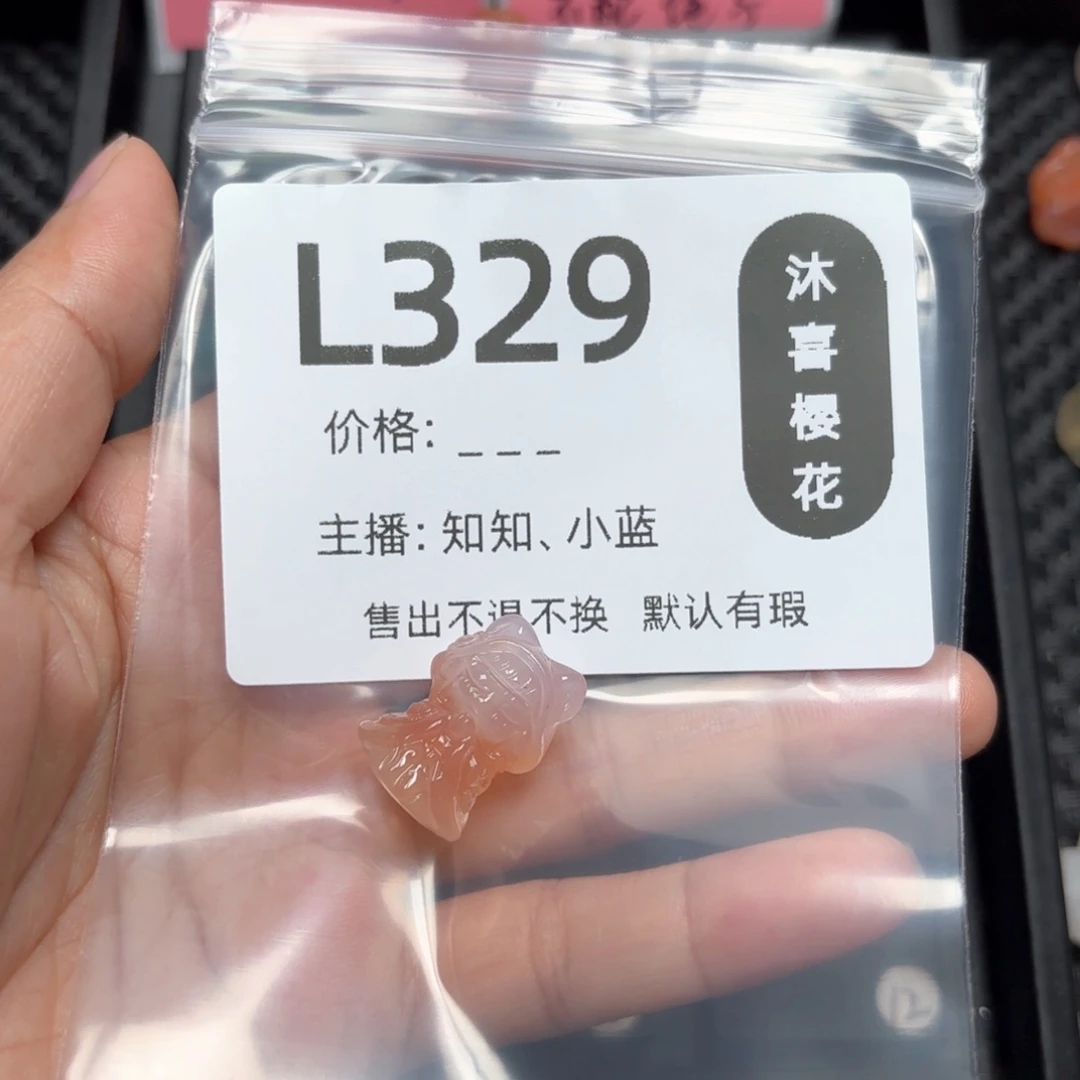 L329
沐喜樱花
价格: _ _ _
主播: 知知、小蓝
售出不退不换 默认有瑕
12